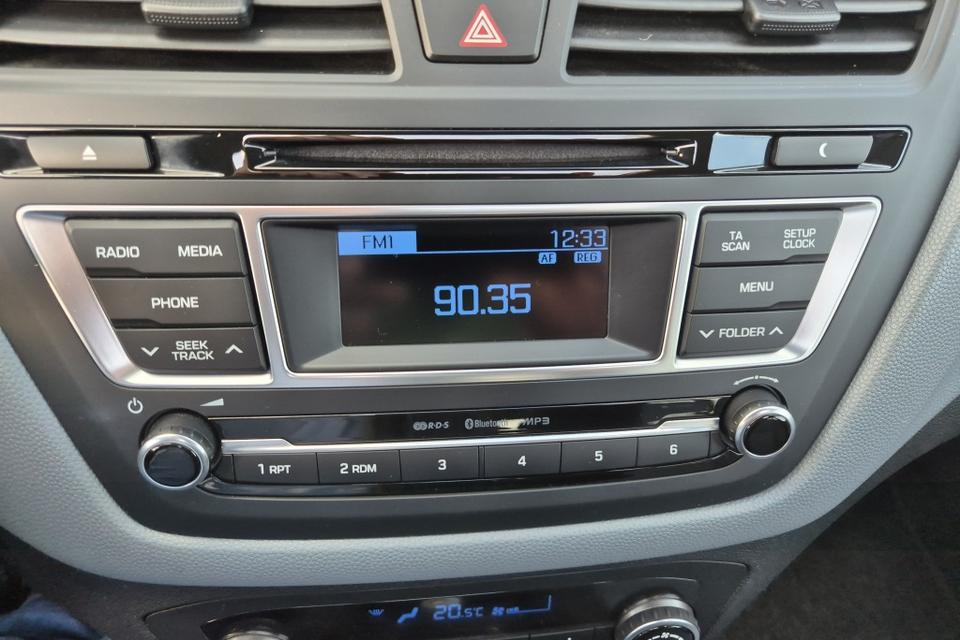 FM1 12:33
AF REG
90.35
RADIO MEDIA
PHONE
SEEK
TRACK
TA
SCAN
SETUP
CLOCK
MENU
FOLDER
R·D·S Bluetooth MP3
1 RPT 2 RDM 3 4 5 6
20.5°C